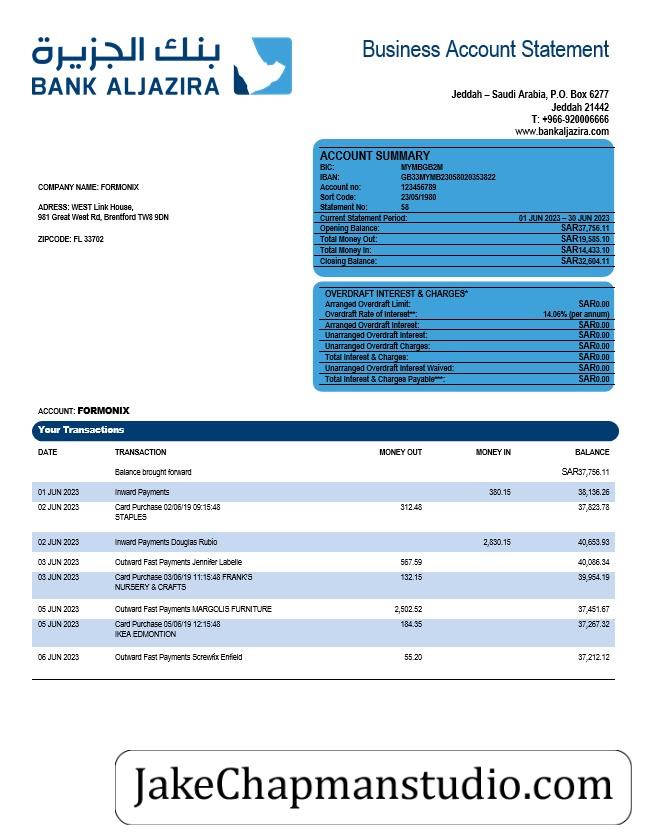 بنك الجزيرة
BANK ALJAZIRA
Business Account Statement
Jeddah – Saudi Arabia, P.O. Box 6277
Jeddah 21442
T: +966-920006666
www.bankaljazira.com
COMPANY NAME: FORMONIX
ADRESS: WEST Link House,
981 Great West Rd, Brentford TW8 9DN
ZIPCODE: FL 33702
ACCOUNT SUMMARY
BIC: MYMBGB2M
IBAN: GB33MYMB23058020353822
Account no: 123456789
Sort Code: 23/05/1980
Statement No: 58
Current Statement Period: 01 JUN 2023 – 30 JUN 2023
Opening Balance: SAR37,756.11
Total Money Out: SAR19,585.10
Total Money In: SAR14,433.10
Closing Balance: SAR32,604.11
OVERDRAFT INTEREST & CHARGES*
Arranged Overdraft Limit: SAR0.00
Overdraft Rate of Interest**: 14.06% (per annum)
Arranged Overdraft Interest: SAR0.00
Unarranged Overdraft Interest: SAR0.00
Unarranged Overdraft Charges: SAR0.00
Total Interest & Charges: SAR0.00
Unarranged Overdraft Interest Waived: SAR0.00
Total Interest & Charges Payable***: SAR0.00
ACCOUNT: FORMONIX
Your Transactions
DATE TRANSACTION MONEY OUT MONEY IN BALANCE
Balance brought forward SAR37,756.11
01 JUN 2023 Inward Payments 380.15 38,136.26
02 JUN 2023 Card Purchase 02/06/19 09:15:48 312.48 37,823.78
STAPLES
02 JUN 2023 Inward Payments Douglas Rubio 2,830.15 40,653.93
03 JUN 2023 Outward Fast Payments Jennifer Labelle 567.59 40,086.34
03 JUN 2023 Card Purchase 03/06/19 11:15:48 FRANK'S 132.15 39,954.19
NURSERY & CRAFTS
05 JUN 2023 Outward Fast Payments MARGOLIS FURNITURE 2,502.52 37,451.67
05 JUN 2023 Card Purchase 05/06/19 12:15:48 184.35 37,267.32
IKEA EDMONTION
06 JUN 2023 Outward Fast Payments Screwfix Enfield 55.20 37,212.12
JakeChapmanstudio.com